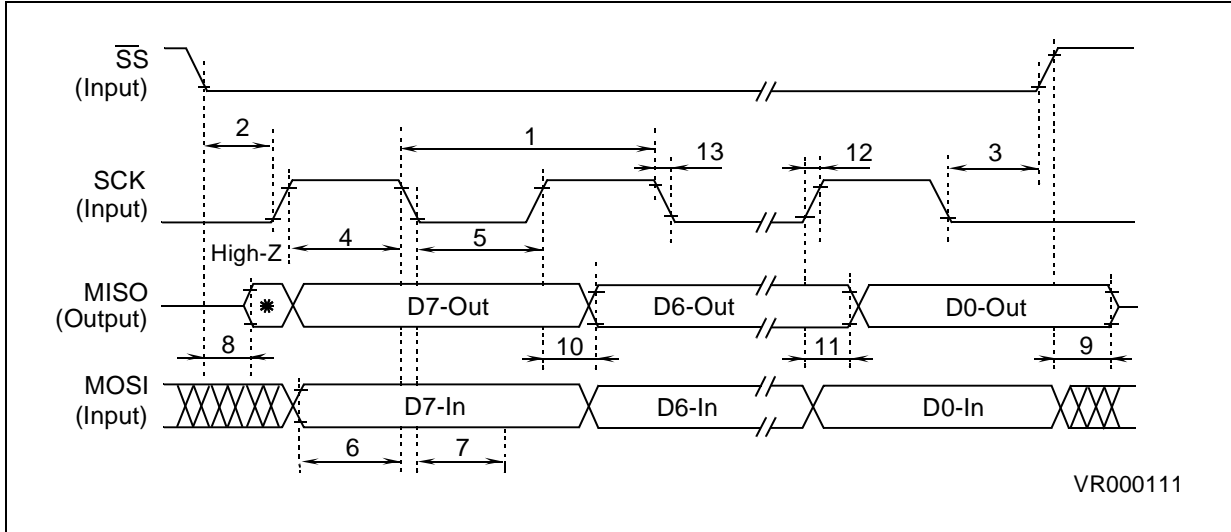 SS
(Input)
2
1
13
12
3
SCK
(Input)
High-Z
4
5
MISO
(Output)
*
D7-Out
D6-Out
D0-Out
8
10
11
9
MOSI
(Input)
D7-In
D6-In
D0-In
6
7
VR000111